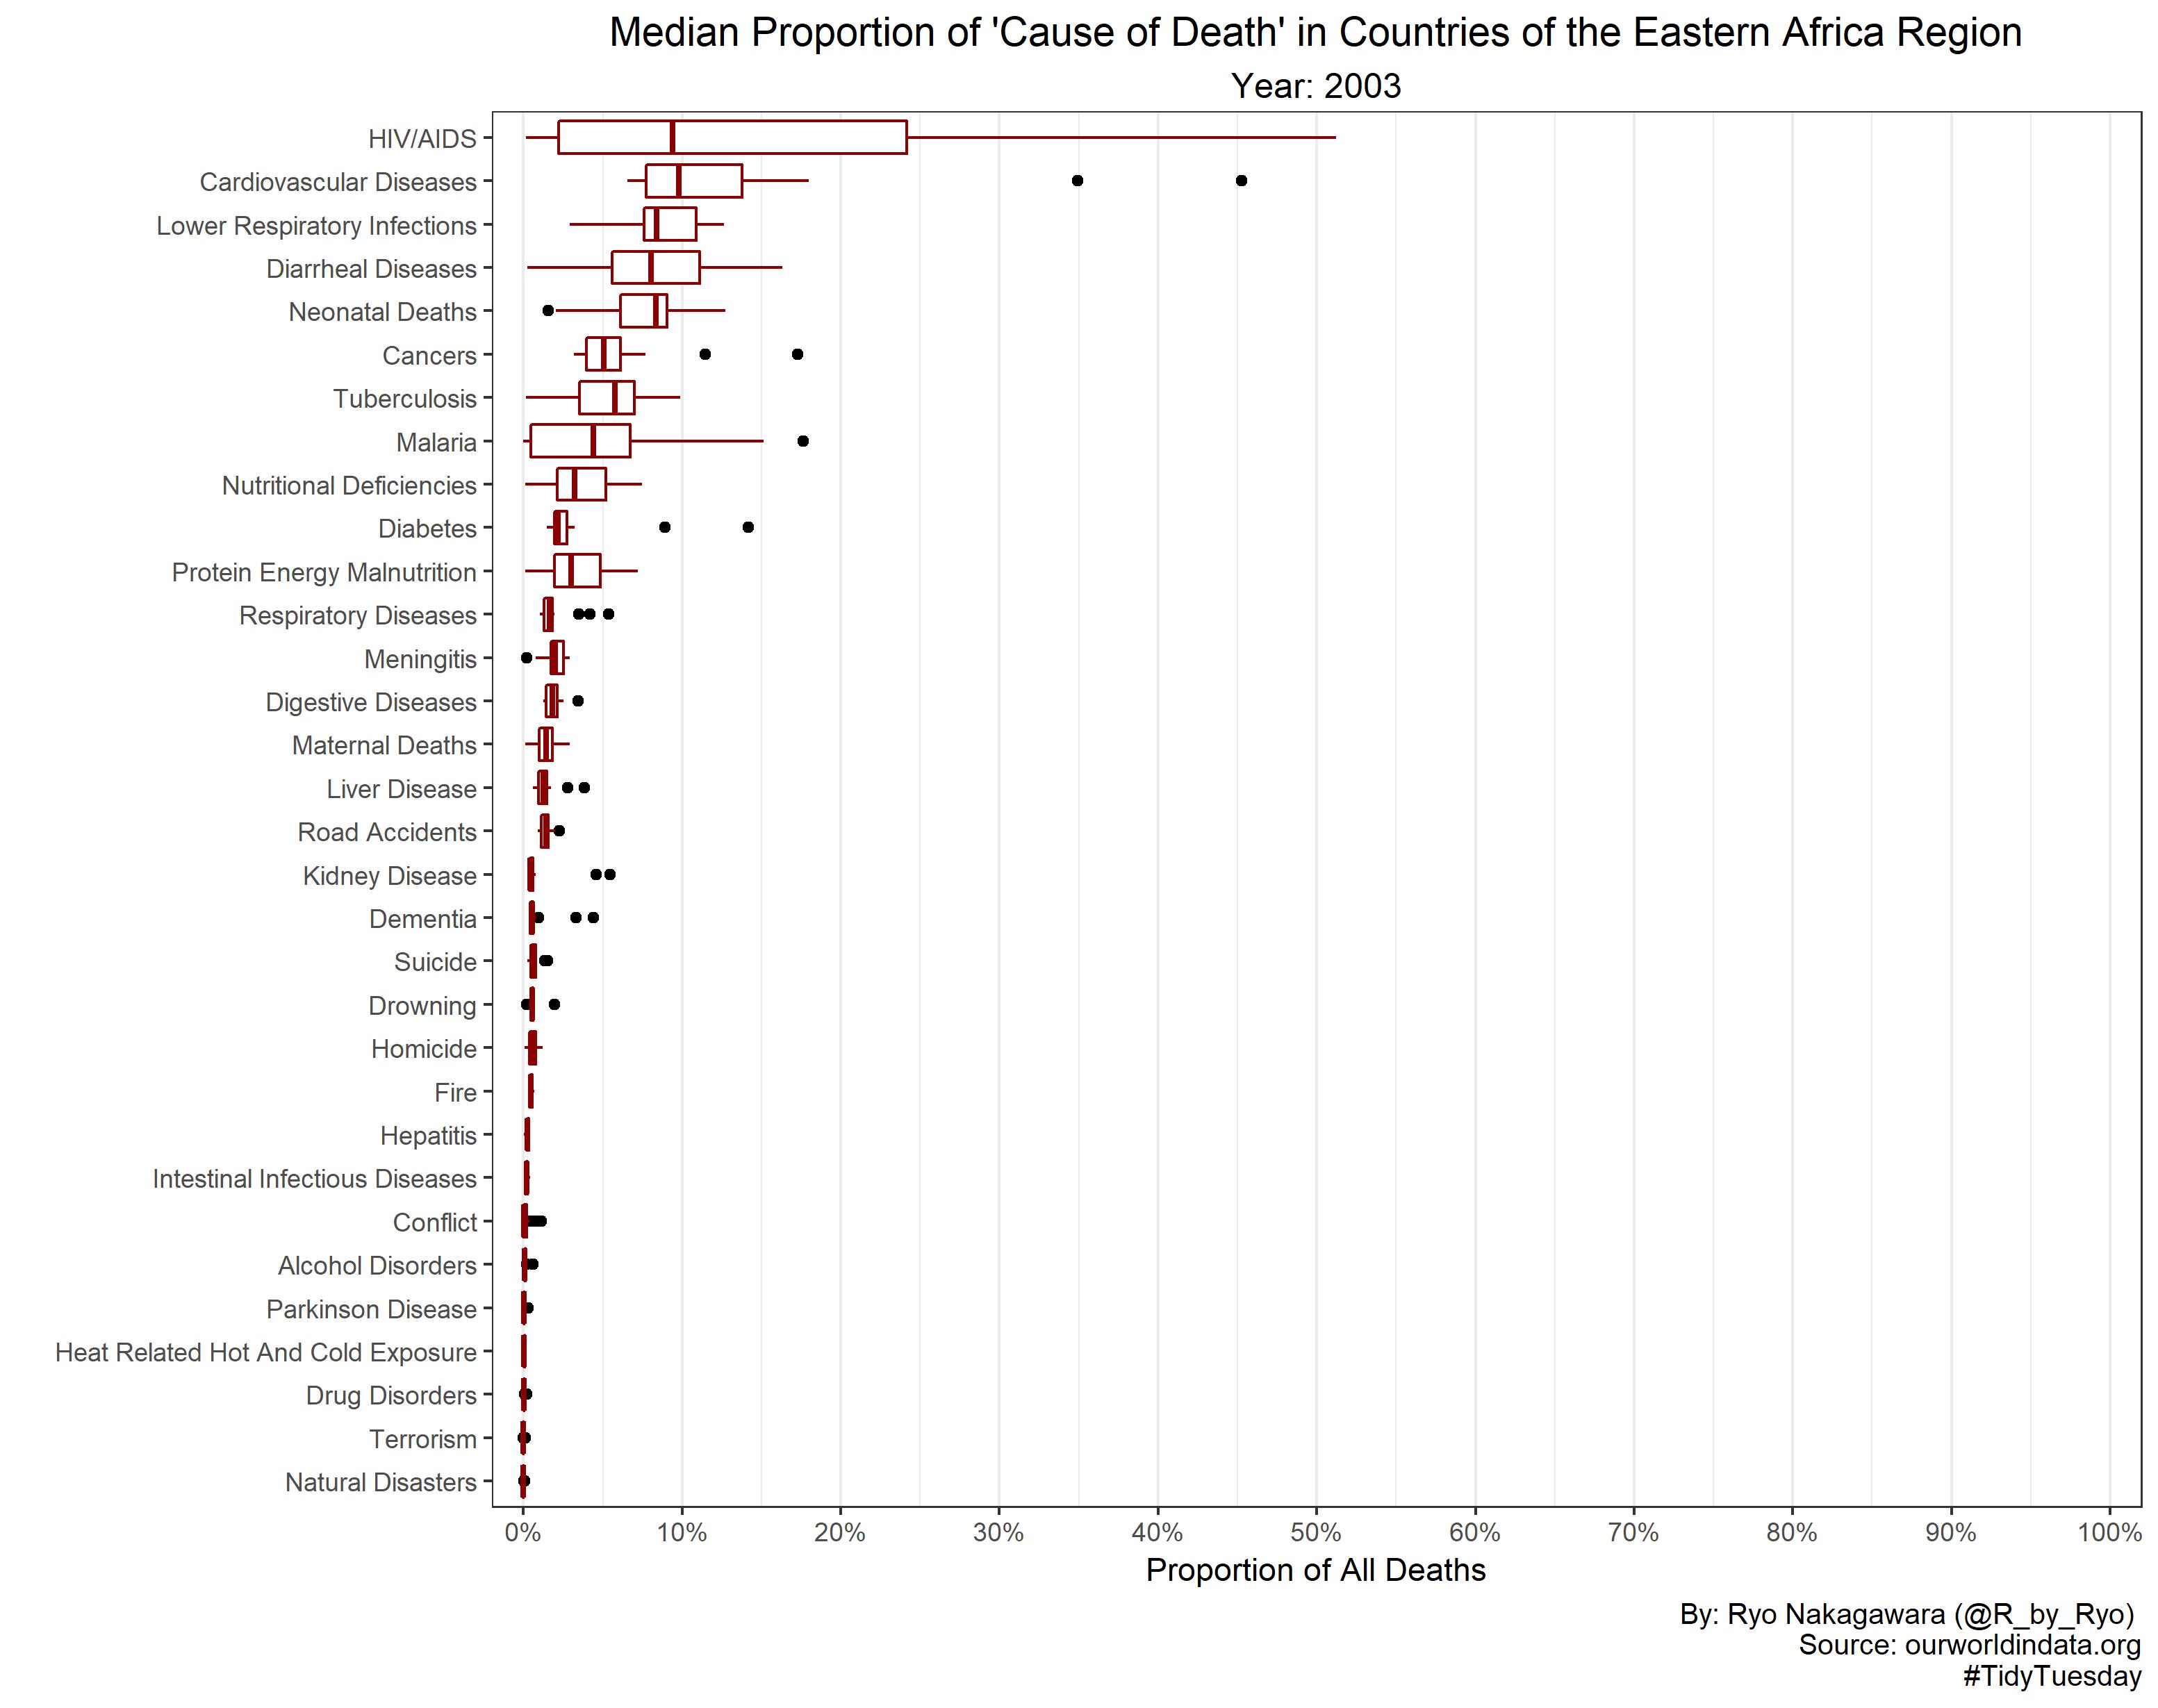 Median Proportion of 'Cause of Death' in Countries of the Eastern Africa Region
Year: 2003
HIV/AIDS
Cardiovascular Diseases
Lower Respiratory Infections
Diarrheal Diseases
Neonatal Deaths
Cancers
Tuberculosis
Malaria
Nutritional Deficiencies
Diabetes
Protein Energy Malnutrition
Respiratory Diseases
Meningitis
Digestive Diseases
Maternal Deaths
Liver Disease
Road Accidents
Kidney Disease
Dementia
Suicide
Drowning
Homicide
Fire
Hepatitis
Intestinal Infectious Diseases
Conflict
Alcohol Disorders
Parkinson Disease
Heat Related Hot And Cold Exposure
Drug Disorders
Terrorism
Natural Disasters
0% 10% 20% 30% 40% 50% 60% 70% 80% 90% 100%
Proportion of All Deaths
By: Ryo Nakagawara (@R_by_Ryo)
Source: ourworldindata.org
#TidyTuesday